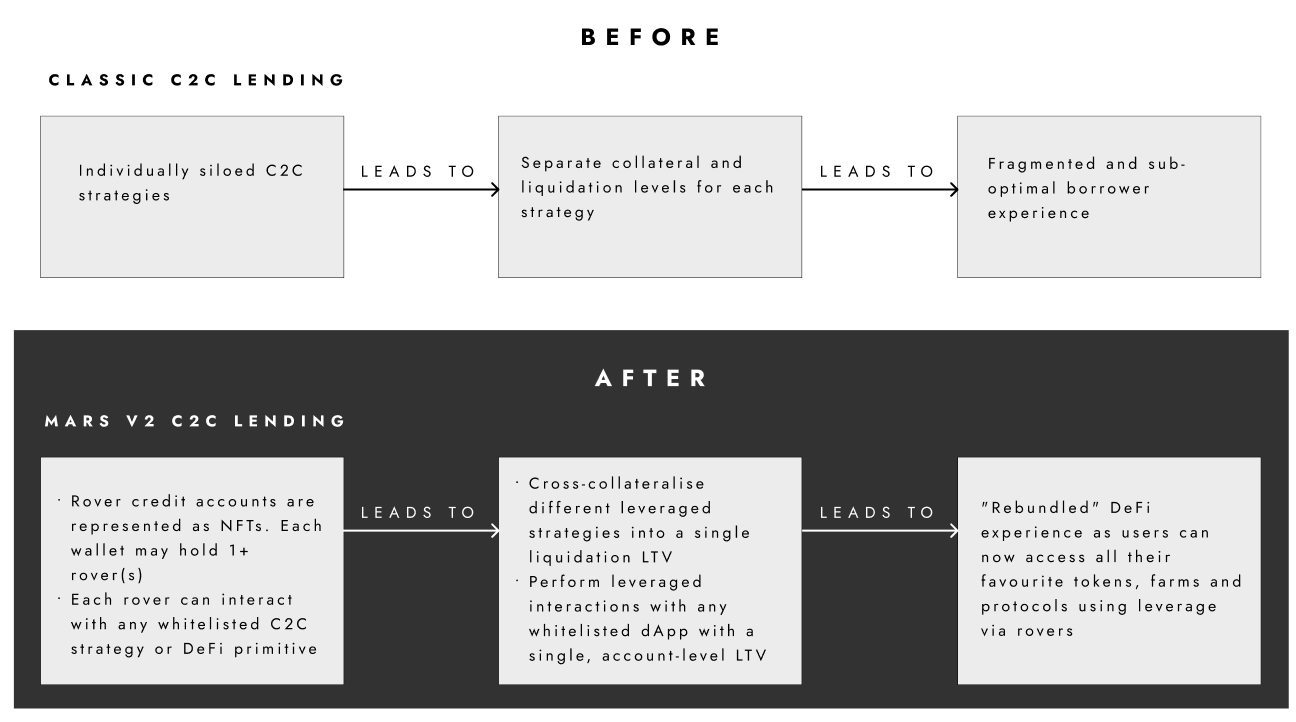 BEFORE
CLASSIC C2C LENDING
Individually siloed C2C
strategies
LEADS TO
Separate collateral and
liquidation levels for each
strategy
LEADS TO
Fragmented and sub-
optimal borrower
experience
AFTER
MARS V2 C2C LENDING
· Rover credit accounts are
represented as NFTs. Each
wallet may hold 1+
rover(s)
· Each rover can interact
with any whitelisted C2C
strategy or DeFi primitive
LEADS TO
· Cross-collateralise
different leveraged
strategies into a single
liquidation LTV
· Perform leveraged
interactions with any
whitelisted dApp with a
single, account-level LTV
LEADS TO
"Rebundled" DeFi
experience as users can
now access all their
favourite tokens, farms and
protocols using leverage
via rovers